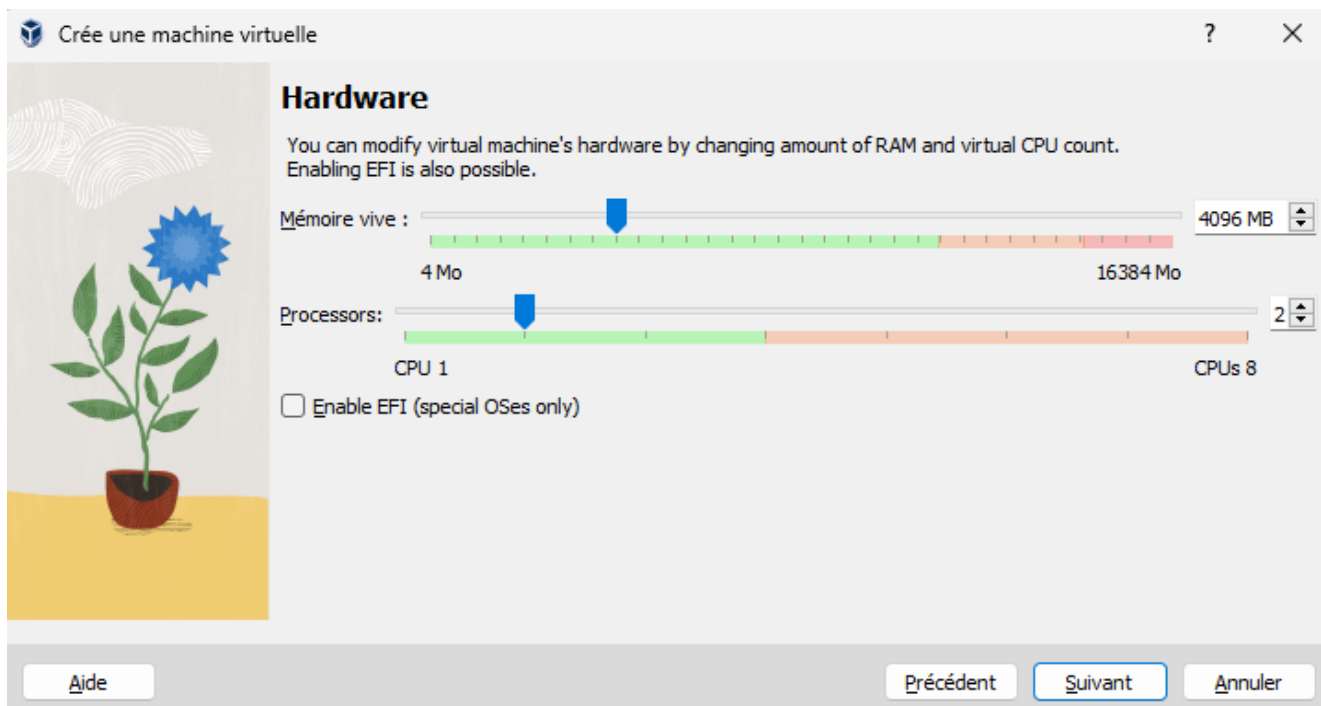 Crée une machine virtuelle
?
Hardware
You can modify virtual machine's hardware by changing amount of RAM and virtual CPU count.
Enabling EFI is also possible.
Mémoire vive :
4096 MB
4 Mo
16384 Mo
Processors:
2
CPU 1
CPUs 8
Enable EFI (special OSes only)
Aide
Précédent
Suivant
Annuler